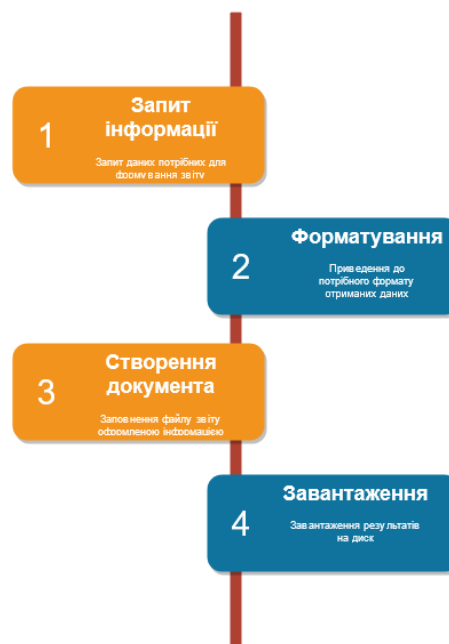 1
Запит
інформації
Запит даних потрібних для
формування звіту
2
Форматування
Приведення до
потрібного формату
отриманих даних
3
Створення
документа
Заповнення файлу звіту
оформленою інформацією
4
Завантаження
Завантаження результатів
на диск